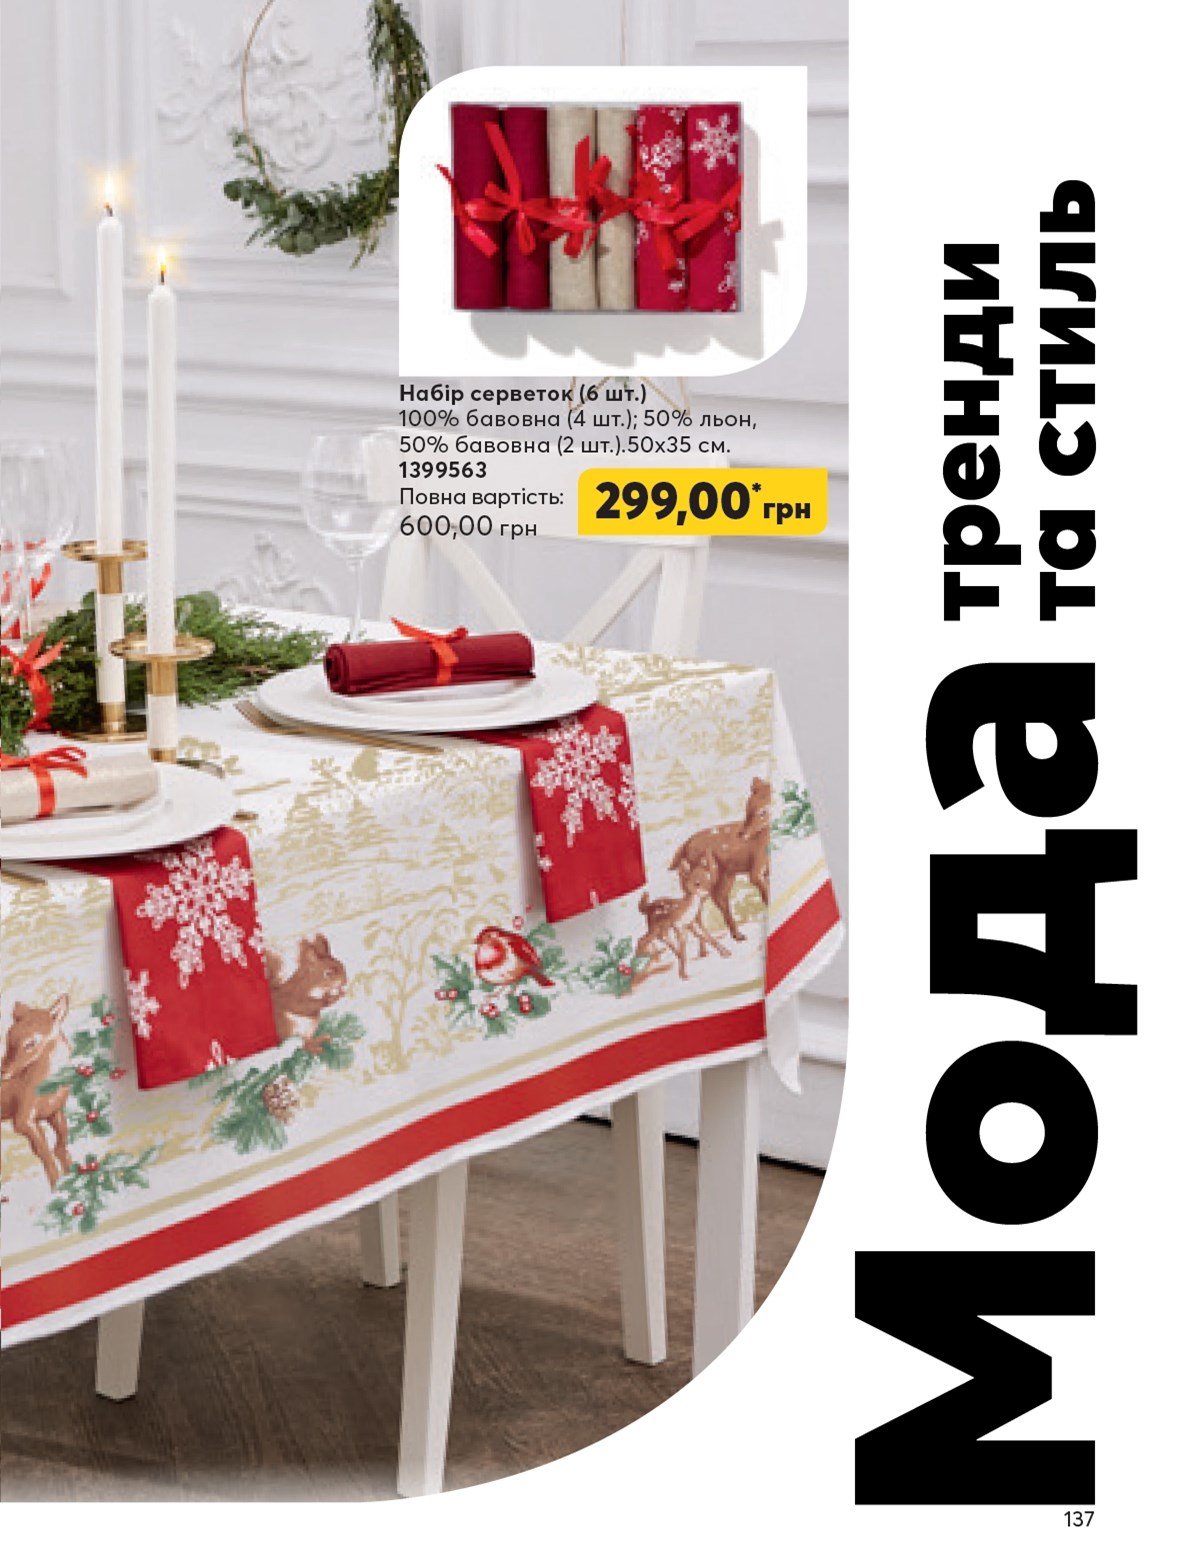 Набір серветок (6 шт.)
100% бавовна (4 шт.); 50% льон,
50% бавовна (2 шт.).50х35 см.
1399563
Повна вартість:
600,00 грн
299,00* грн
Мода
тренди
та стиль
137